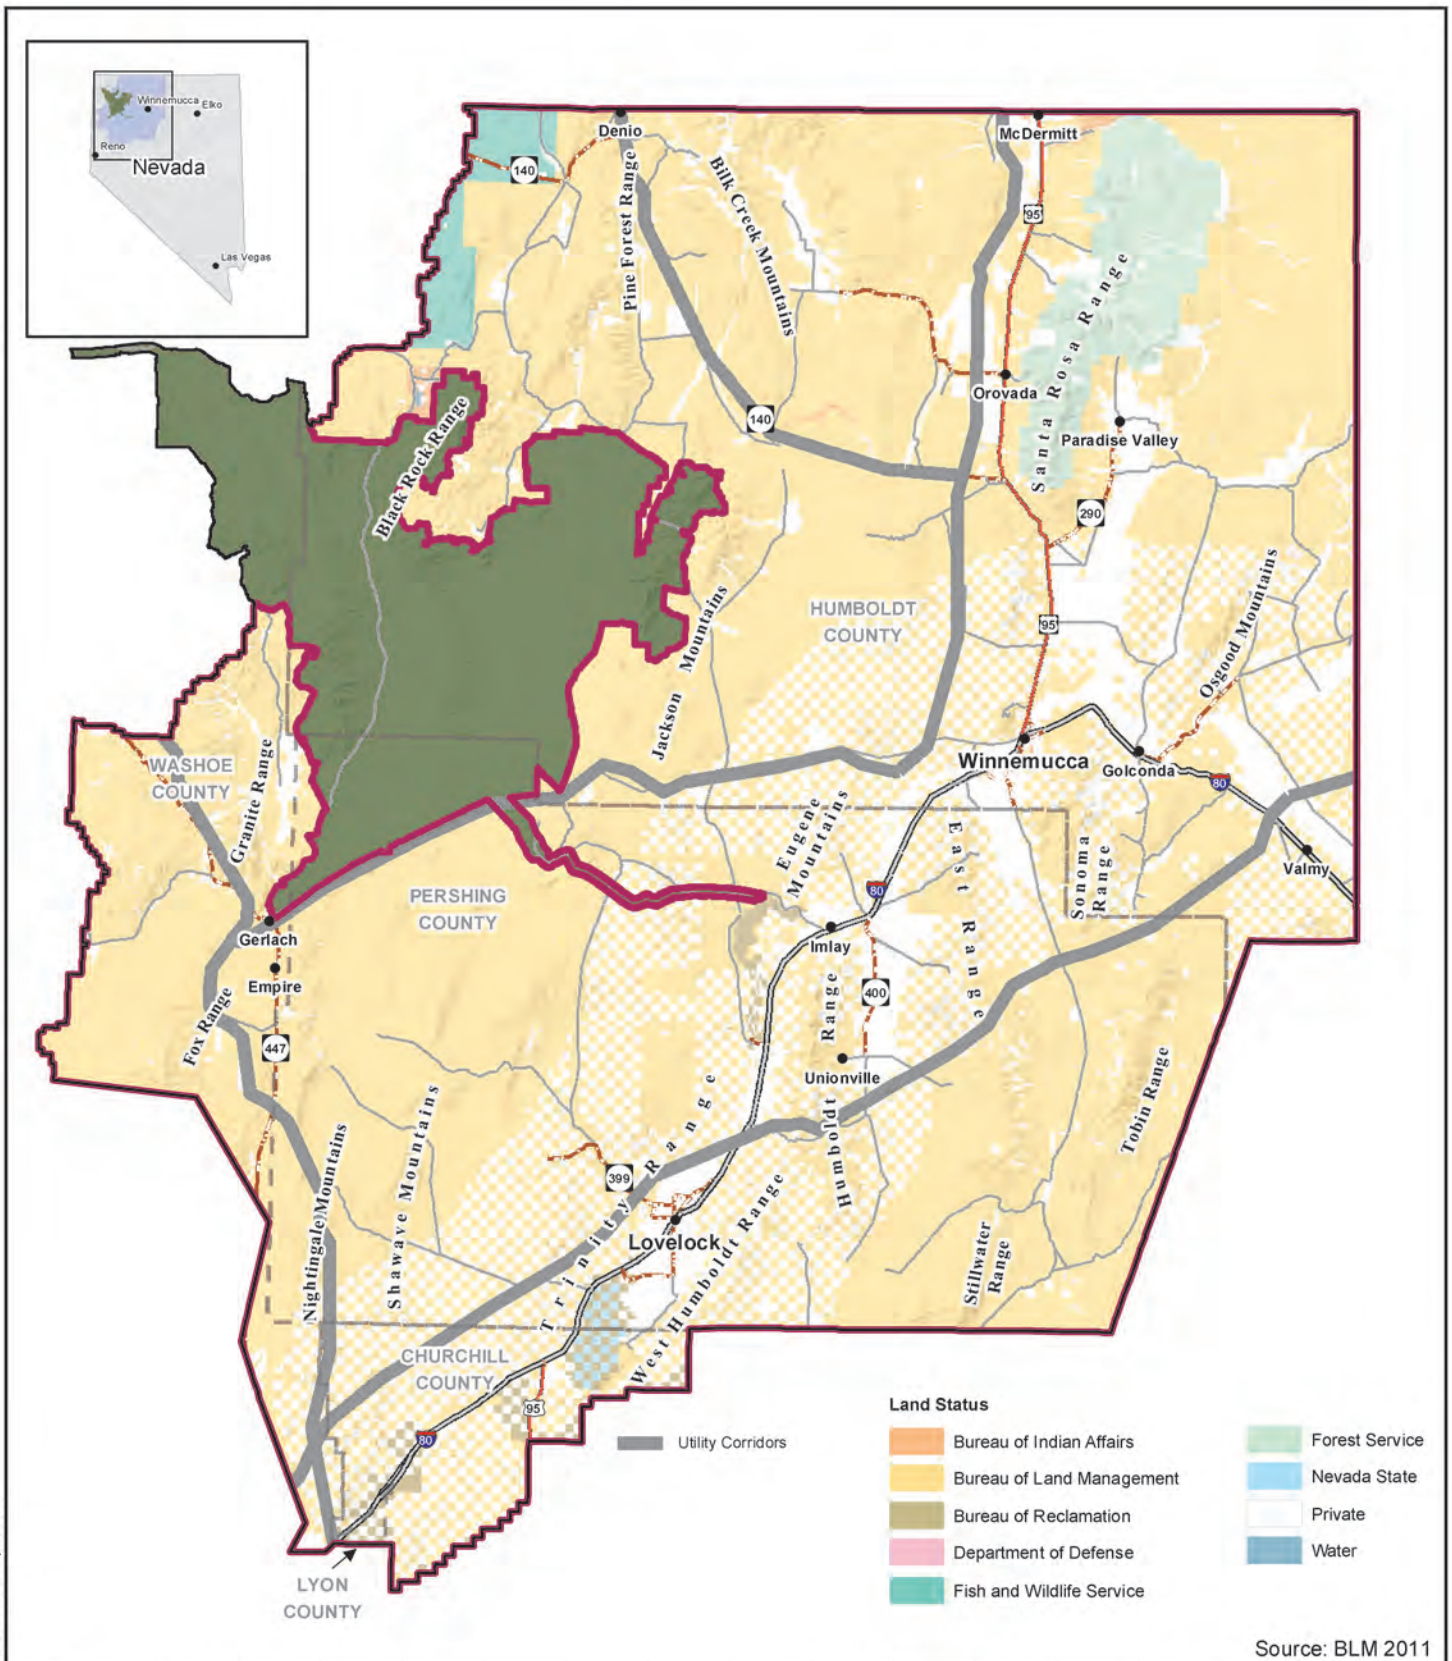 Winnemucca
Elko
Reno
Nevada
Las Vegas
Denio
McDermitt
140
95
Pine Forest Range
Bilk Creek Mountains
Santa Rosa Range
Orovada
140
Paradise Valley
Black Rock Range
290
HUMBOLDT
COUNTY
95
Osgood Mountains
Jackson Mountains
WASHOE
COUNTY
Granite Range
Winnemucca
Golconda
80
Eugene
Mountains
East Range
Sonoma
Range
Valmy
80
PERSHING
COUNTY
Gerlach
Imlay
Empire
400
Fox Range
447
Unionville
Humboldt Range
Tobin Range
Nightingale Mountains
Shawave Mountains
399
Trinity Range
Lovelock
West Humboldt Range
Stillwater
Range
CHURCHILL
COUNTY
95
80
LYON
COUNTY
Utility Corridors
Land Status
Bureau of Indian Affairs
Bureau of Land Management
Bureau of Reclamation
Department of Defense
Fish and Wildlife Service
Forest Service
Nevada State
Private
Water
Source: BLM 2011